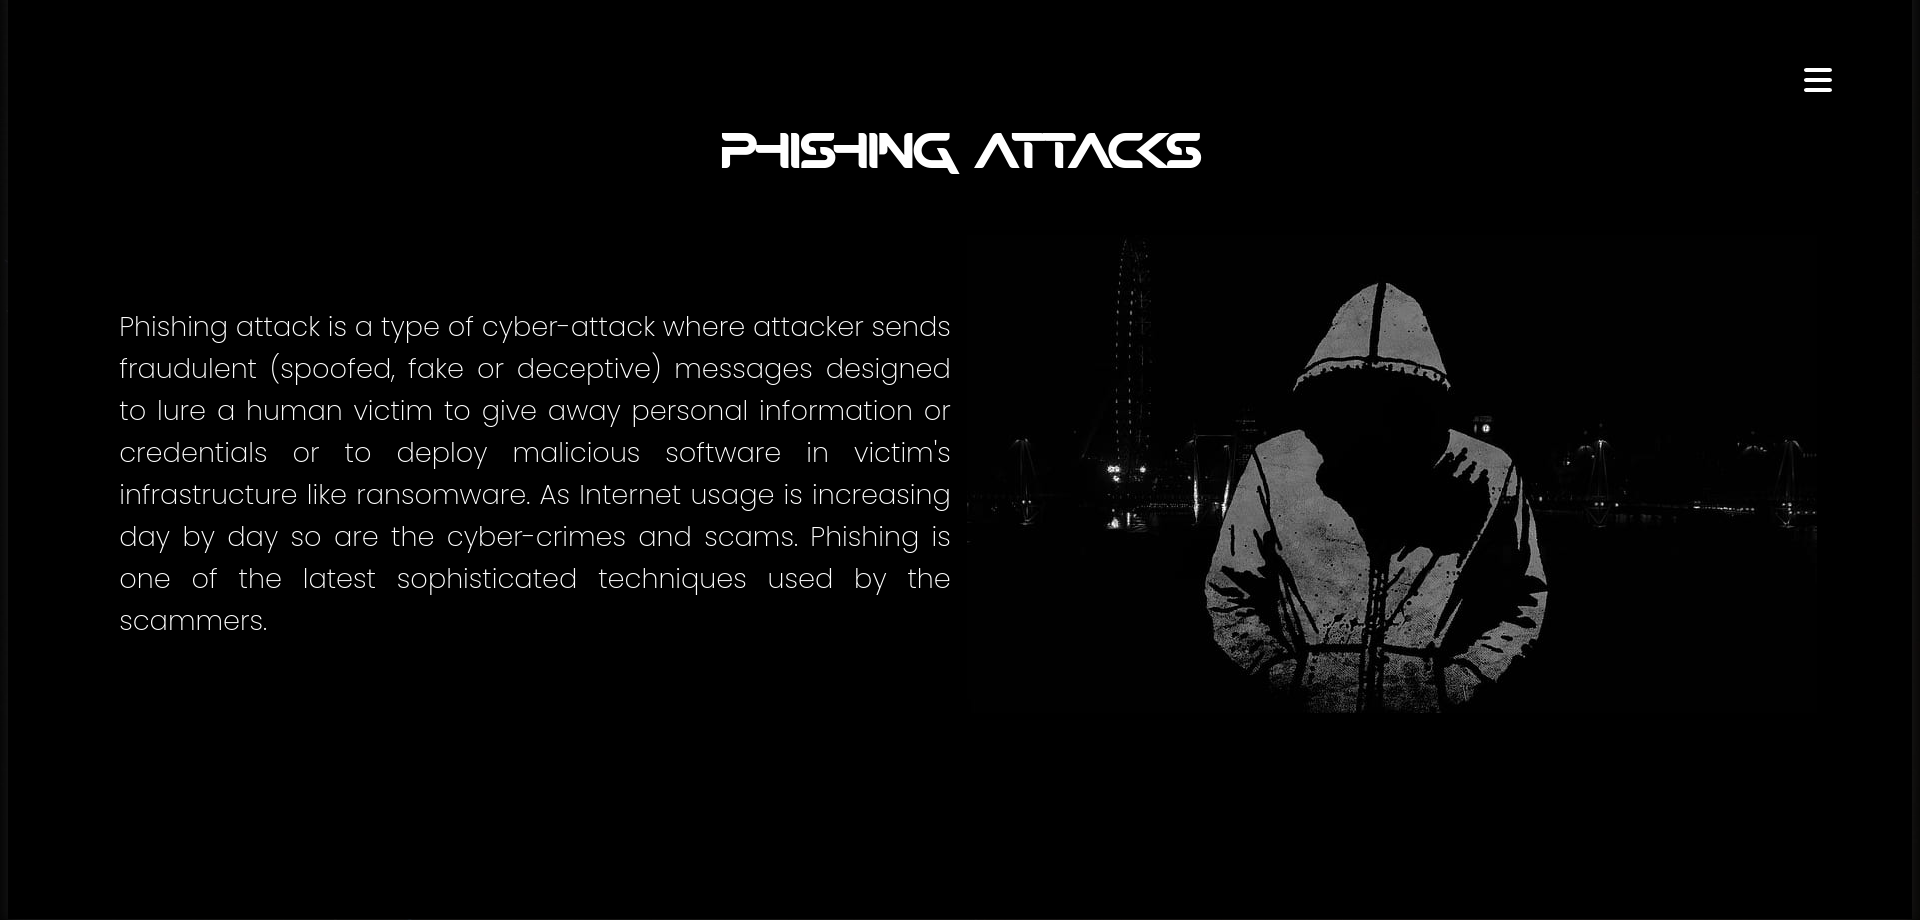 PHISHING ATTACKS
Phishing attack is a type of cyber-attack where attacker sends
fraudulent (spoofed, fake or deceptive) messages designed
to lure a human victim to give away personal information or
credentials or to deploy malicious software in victim's
infrastructure like ransomware. As Internet usage is increasing
day by day so are the cyber-crimes and scams. Phishing is
one of the latest sophisticated techniques used by the
scammers.